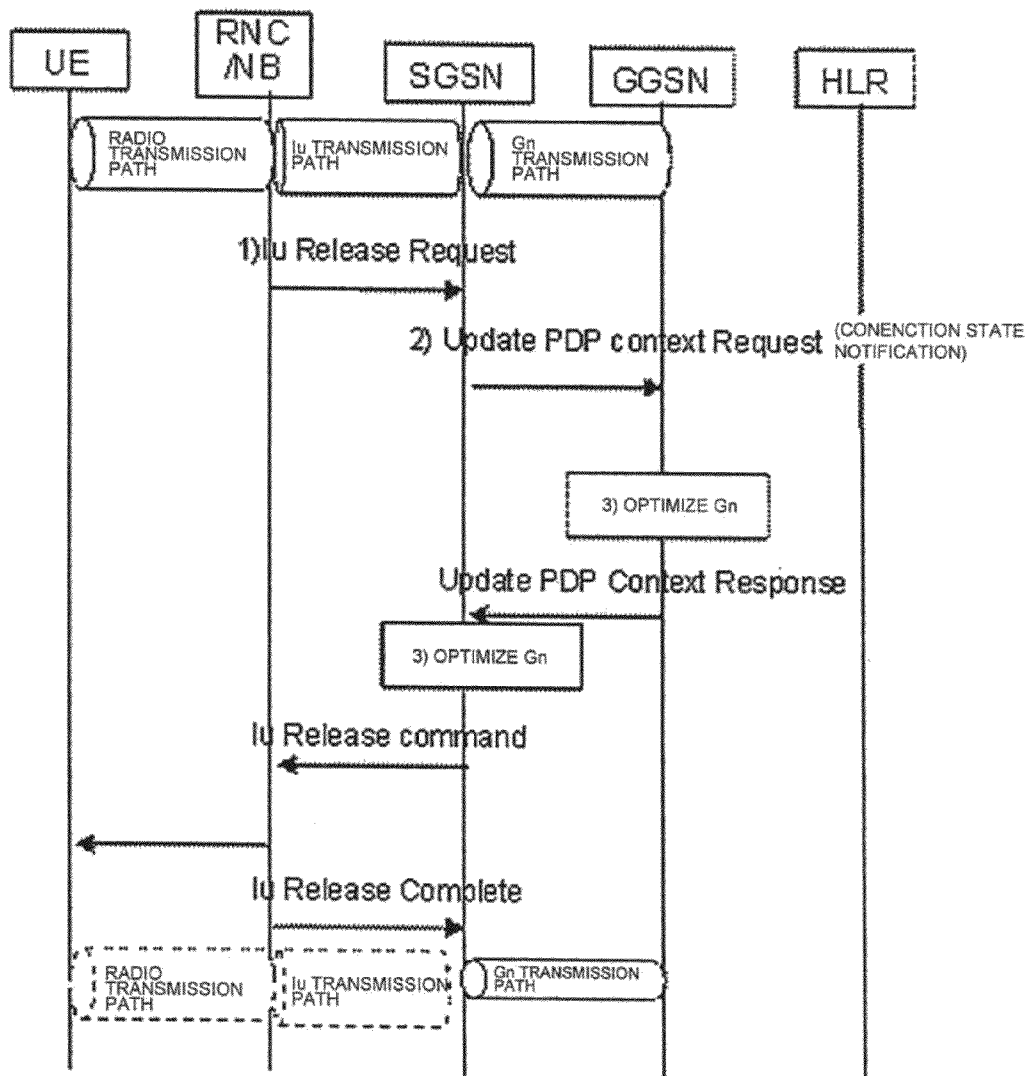 UE
RNC
/NB
SGSN
GGSN
HLR
RADIO
TRANSMISSION
PATH
Iu TRANSMISSION
PATH
Gn
TRANSMISSION
PATH
1)Iu Release Request
2) Update PDP context Request
(CONENCTION STATE
NOTIFICATION)
3) OPTIMIZE Gn
Update PDP Context Response
3) OPTIMIZE Gn
Iu Release command
Iu Release Complete
RADIO
TRANSMISSION
PATH
Iu TRANSMISSION
PATH
Gn TRANSMISSION
PATH